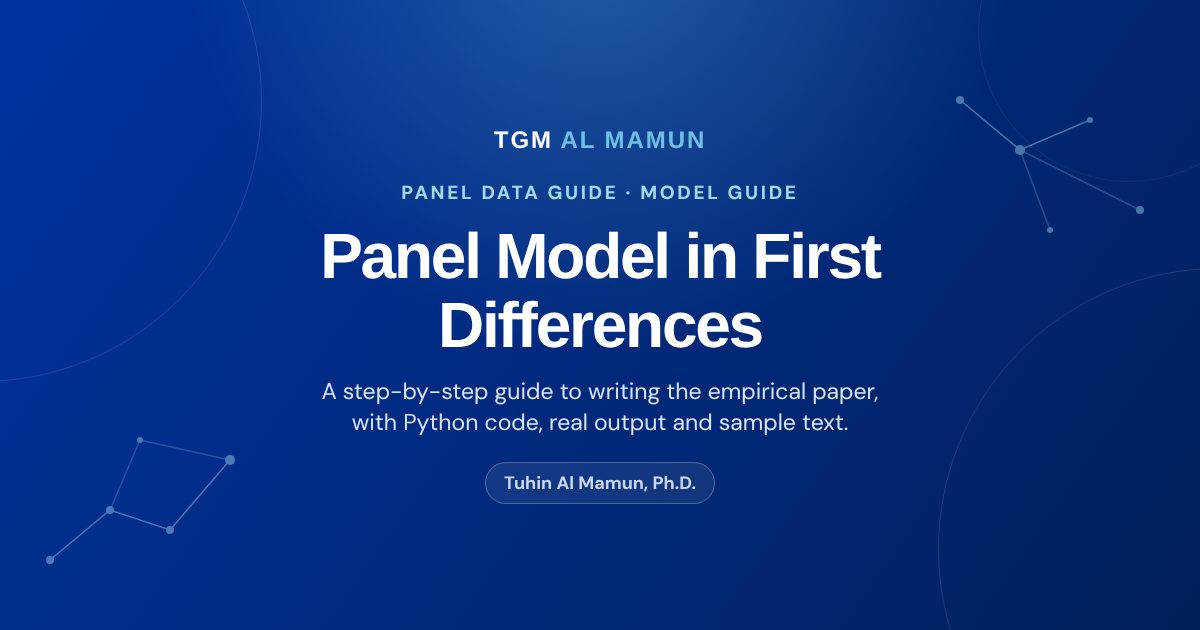 TGM AL MAMUN
PANEL DATA GUIDE · MODEL GUIDE
Panel Model in First
Differences
A step-by-step guide to writing the empirical paper,
with Python code, real output and sample text.
Tuhin Al Mamun, Ph.D.